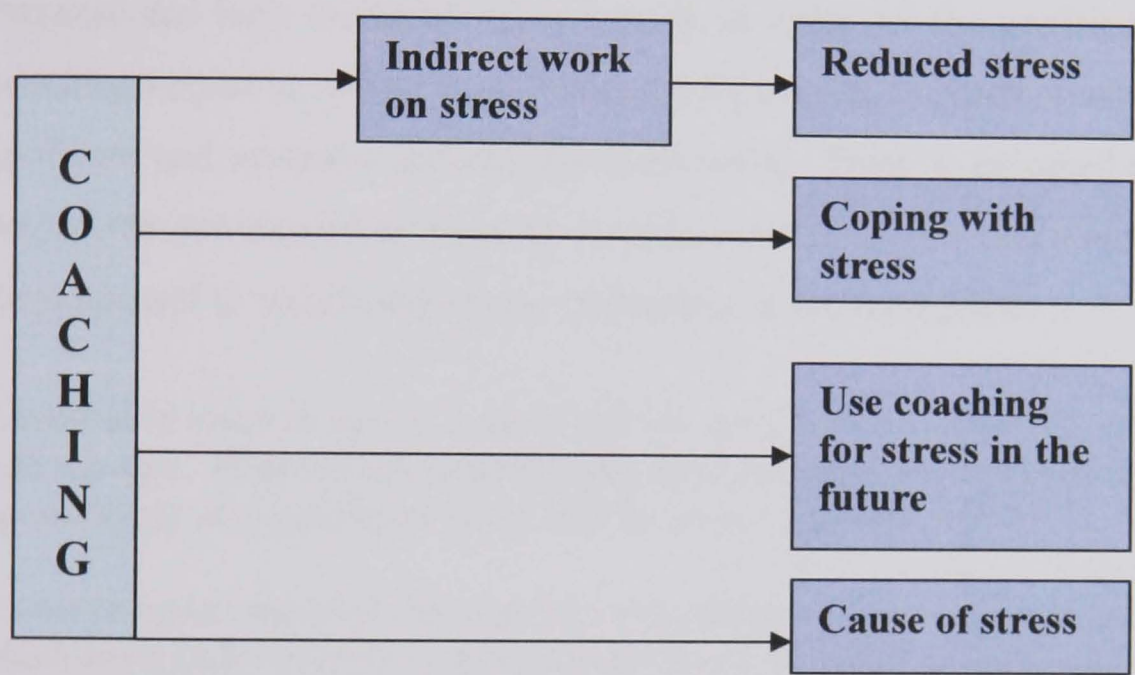 COACHING
Indirect work
on stress
Reduced stress
Coping with
stress
Use coaching
for stress in the
future
Cause of stress